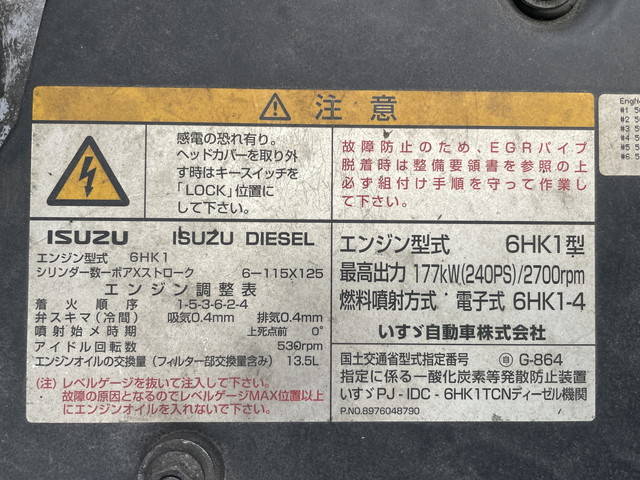 ⚠ 注意
感電の恐れ有り。
ヘッドカバーを取り外
す時はキースイッチを
「LOCK」位置に
して下さい。
故障防止のため、EGRパイプ
脱着時は整備要領書を参照の上
必ず組付け手順を守って作業し
て下さい。
ISUZU ISUZU DIESEL
エンジン型式 6HK1
シリンダー数ーボアXストローク 6-115X125
エンジン調整表
着火順序 1-5-3-6-2-4
弁スキマ(冷間) 吸気0.4mm 排気0.4mm
噴射始メ時期 上死点前 0°
アイドル回転数 530rpm
エンジンオイルの交換量(フィルター部交換量含み) 13.5L
(注)レベルゲージを抜いて注入して下さい。
故障の原因となるのでレベルゲージMAX位置以上
にエンジンオイルを入れないで下さい。
エンジン型式 6HK1型
最高出力 177kW(240PS)/2700rpm
燃料噴射方式 電子式 6HK1-4
いすゞ自動車株式会社
国土交通省型式指定番号 G-864
指定に係る一酸化炭素等発散防止装置
いすゞPJ-IDC-6HK1TCNディーゼル機関
P.NO.8976048790
EngN
#1 5
#2 5
#3 5
#4 5
#5 5
#6 5